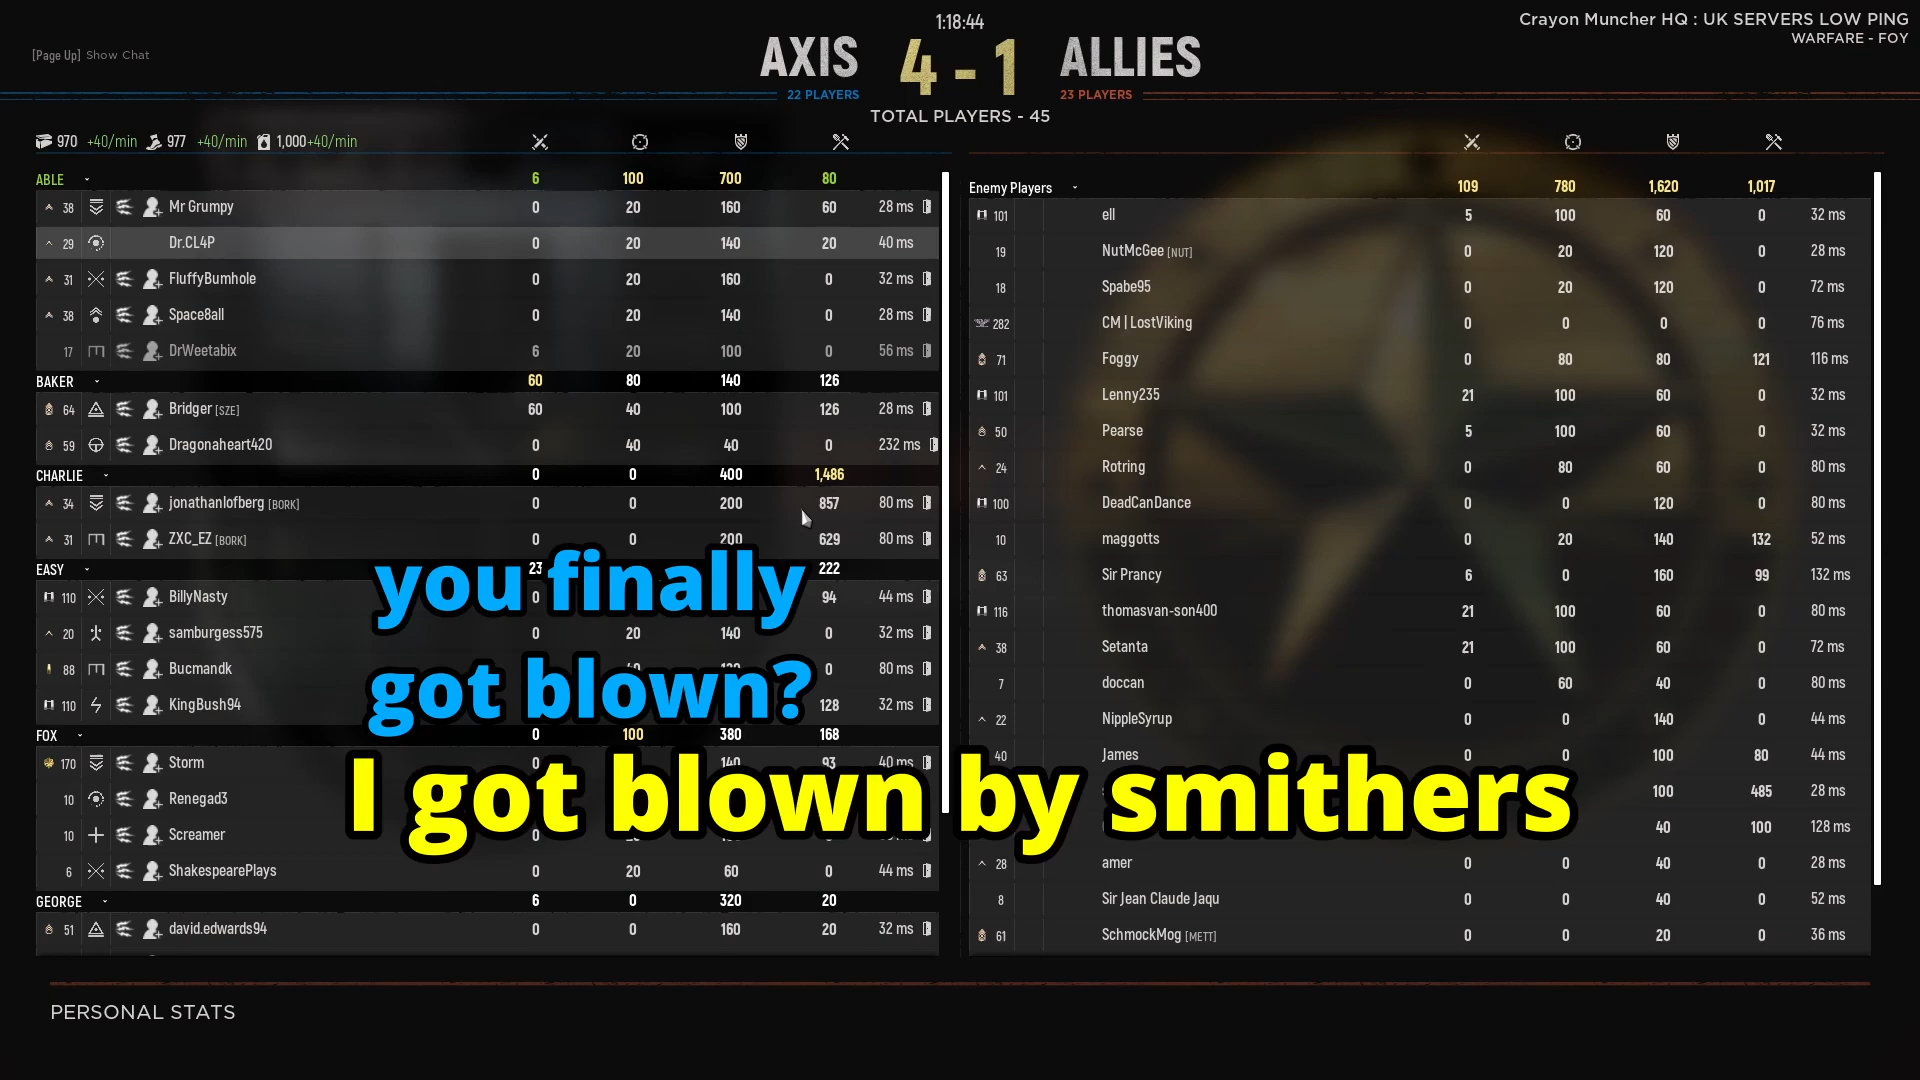 1:18:44
Crayon Muncher HQ : UK SERVERS LOW PING
WARFARE - FOY
[Page Up] Show Chat
AXIS 4 - 1 ALLIES
22 PLAYERS 23 PLAYERS
TOTAL PLAYERS - 45
970 +40/min 977 +40/min 1,000+40/min
ABLE 6 100 700 80
38 Mr Grumpy 0 20 160 60 28 ms
29 Dr.CL4P 0 20 140 20 40 ms
31 FluffyBumhole 0 20 160 0 32 ms
38 Space8all 0 20 140 0 28 ms
17 DrWeetabix 6 20 100 0 56 ms
BAKER 60 80 140 126
64 Bridger [SZE] 60 40 100 126 28 ms
59 Dragonaheart420 0 40 40 0 232 ms
CHARLIE 0 0 400 1,486
34 jonathanlofberg [BORK] 0 0 200 857 80 ms
31 ZXC_EZ [BORK] 0 0 200 629 80 ms
EASY 23 222
110 BillyNasty 0 94 44 ms
20 samburgess575 0 20 140 0 32 ms
88 Bucmandk 0 80 ms
110 KingBush94 128 32 ms
FOX 0 100 380 168
170 Storm 140 93 40 ms
10 Renegad3
10 Screamer
6 ShakespearePlays 0 20 60 0 44 ms
GEORGE 6 0 320 20
51 david.edwards94 0 0 160 20 32 ms
Enemy Players 109 780 1,620 1,017
101 ell 5 100 60 0 32 ms
19 NutMcGee [NUT] 0 20 120 0 28 ms
18 Spabe95 0 20 120 0 72 ms
282 CM | LostViking 0 0 0 0 76 ms
71 Foggy 0 80 80 121 116 ms
101 Lenny235 21 100 60 0 32 ms
50 Pearse 5 100 60 0 32 ms
24 Rotring 0 80 60 0 80 ms
100 DeadCanDance 0 0 120 0 80 ms
10 maggotts 0 20 140 132 52 ms
63 Sir Prancy 6 0 160 99 132 ms
116 thomasvan-son400 21 100 60 0 80 ms
38 Setanta 21 100 60 0 72 ms
7 doccan 0 60 40 0 80 ms
22 NippleSyrup 0 0 140 0 44 ms
40 James 0 0 100 80 44 ms
100 485 28 ms
40 100 128 ms
28 amer 0 0 40 0 28 ms
8 Sir Jean Claude Jaqu 0 0 40 0 52 ms
61 SchmockMog [METT] 0 0 20 0 36 ms
you finally
got blown?
I got blown by smithers
PERSONAL STATS